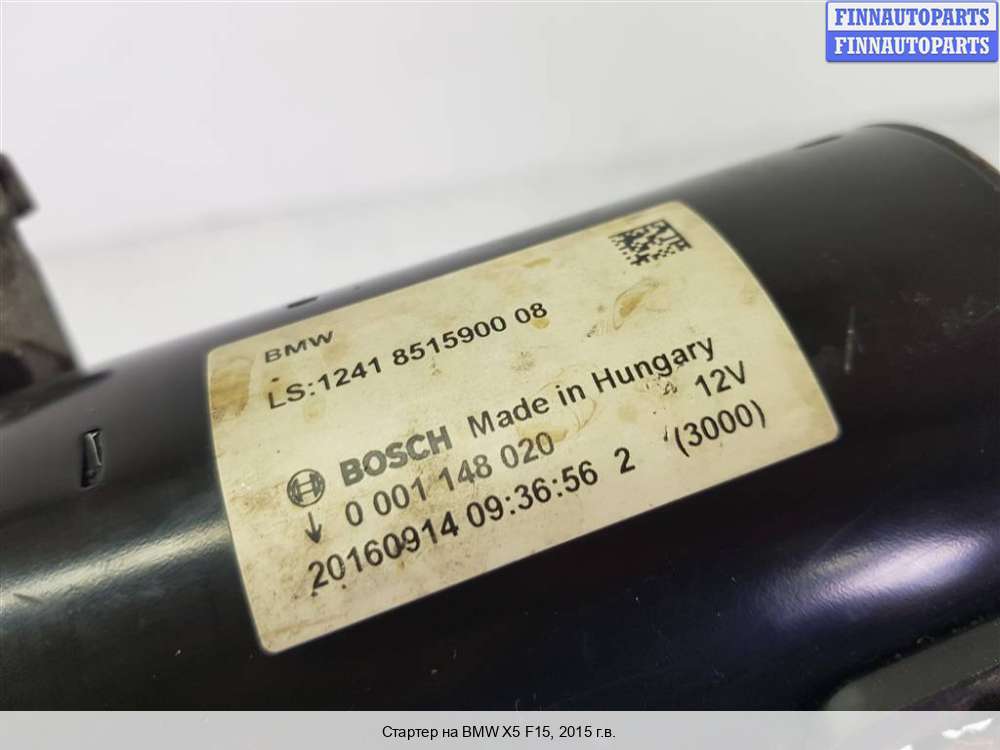 FINNAUTOPARTS
FINNAUTOPARTS
BMW
LS:1241 8515900 08
BOSCH Made in Hungary
0 001 148 020 12V
20160914 09:36:56 2 (3000)
Стартер на BMW X5 F15, 2015 г.в.